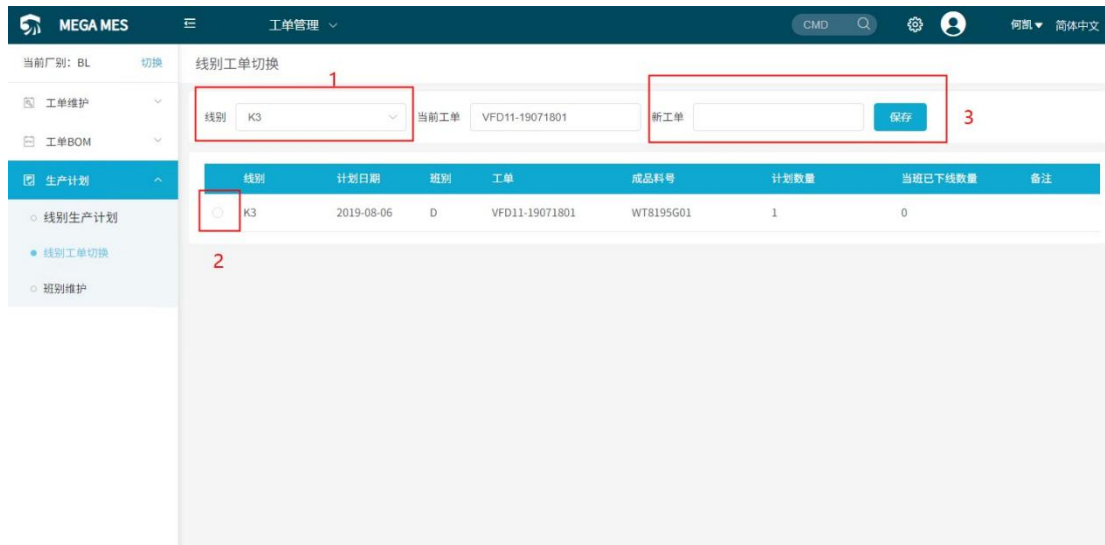 MEGA MES 工单管理 CMD 何凯▼ 简体中文
当前厂别：BL 切换
线别工单切换
工单维护
工单BOM
生产计划
线别生产计划
线别工单切换
班别维护
1
线别 K3 当前工单 VFD11-19071801 新工单 保存 3
线别 计划日期 班别 工单 成品料号 计划数量 当班已下线数量 备注
K3 2019-08-06 D VFD11-19071801 WT8195G01 1 0
2